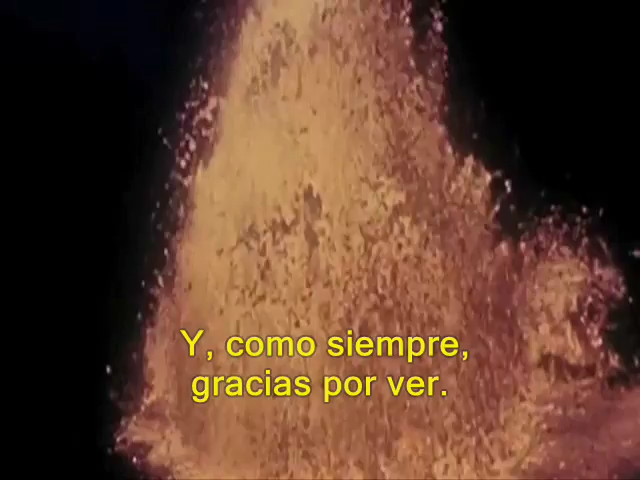 Y, como siempre,
gracias por ver.